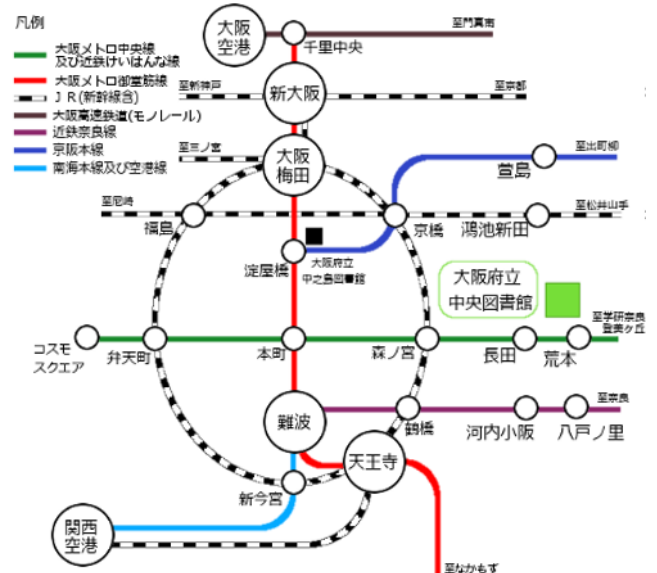 凡例
大阪メトロ中央線
及び近鉄けいはんな線
大阪メトロ御堂筋線
ＪＲ(新幹線含)
大阪高速鉄道(モノレール)
近鉄奈良線
京阪本線
南海本線及び空港線
大阪
空港
千里中央
至門真南
至新神戸
新大阪
至京都
至三ノ宮
大阪
梅田
至出町柳
萱島
至尼崎
福島
京橋
鴻池新田
至松井山手
淀屋橋
大阪府立
中之島図書館
大阪府立
中央図書館
至学研奈良
登美ヶ丘
コスモ
スクエア
弁天町
本町
森ノ宮
長田
荒本
難波
鶴橋
至奈良
河内小阪
八戸ノ里
天王寺
新今宮
関西
空港
至なかもず